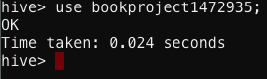 hive> use bookproject1472935;
OK
Time taken: 0.024 seconds
hive>